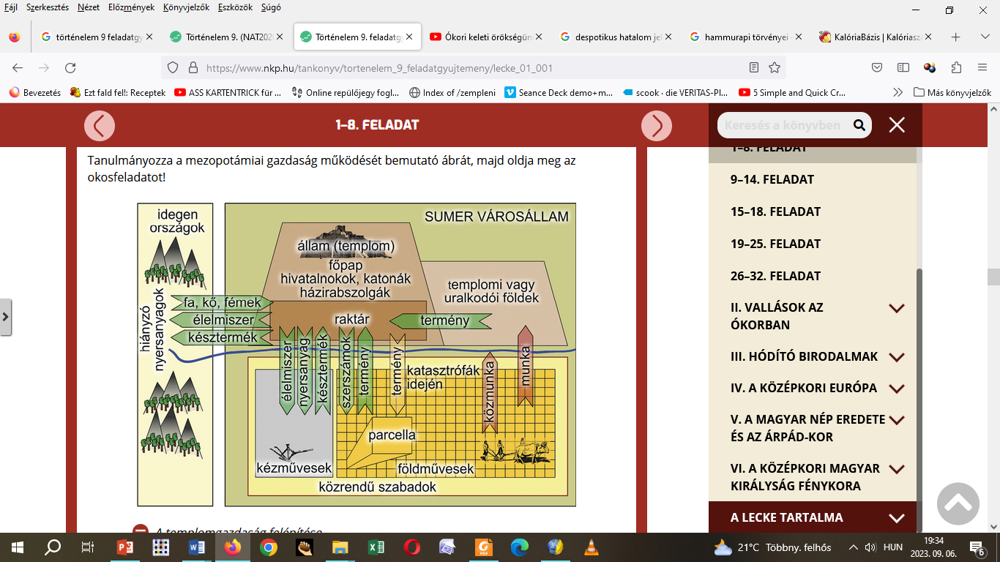 Fájl Szerkesztés Nézet Előzmények Könyvjelzők Eszközök Súgó
történelem 9 feladatgy
Történelem 9. (NAT202
Történelem 9. feladatg
Ókori keleti örökségün
despotikus hatalom jel
hammurapi törvényei -
KalóriaBázis | Kalóriasz
https://www.nkp.hu/tankonyv/tortenelem_9_feladatgyujtemeny/lecke_01_001
Bevezetés
Ezt fald fel!: Receptek
ASS KARTENTRICK für ...
Online repülőjegy fogl...
Index of /zempleni
Seance Deck demo+m...
scook · die VERITAS-Pl...
5 Simple and Quick Cr...
Más könyvjelzők
1–8. FELADAT
Keresés a könyvben
Tanulmányozza a mezopotámiai gazdaság működését bemutató ábrát, majd oldja meg az
okosfeladatot!
idegen
országok
hiányzó
nyersanyagok
SUMER VÁROSÁLLAM
állam (templom)
főpap
hivatalnokok, katonák
házirabszolgák
templomi vagy
uralkodói földek
fa, kő, fémek
élelmiszer
késztermék
raktár
termény
élelmiszer
nyersanyag
késztermék
szerszámok
termény
termény
katasztrófák
idején
közmunka
munka
parcella
kézművesek
földművesek
közrendű szabadok
A templomgazdaság felépítése
1–8. FELADAT
9–14. FELADAT
15–18. FELADAT
19–25. FELADAT
26–32. FELADAT
II. VALLÁSOK AZ
ÓKORBAN
III. HÓDÍTÓ BIRODALMAK
IV. A KÖZÉPKORI EURÓPA
V. A MAGYAR NÉP EREDETE
ÉS AZ ÁRPÁD-KOR
VI. A KÖZÉPKORI MAGYAR
KIRÁLYSÁG FÉNYKORA
A LECKE TARTALMA
21°C Többny. felhős
HUN
19:34
2023. 09. 06.
6